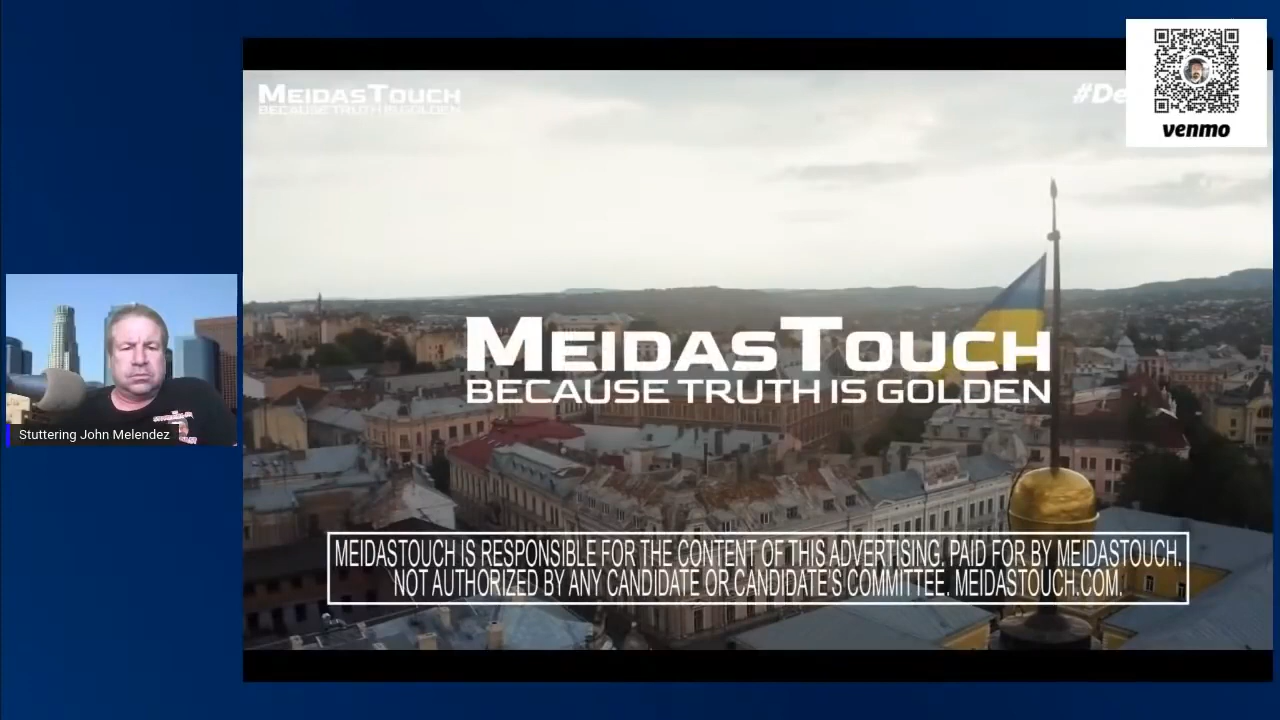 MEIDASTOUCH
BECAUSE TRUTH IS GOLDEN
#De
venmo
MEIDASTOUCH
BECAUSE TRUTH IS GOLDEN
Stuttering John Melendez
MEIDASTOUCH IS RESPONSIBLE FOR THE CONTENT OF THIS ADVERTISING. PAID FOR BY MEIDASTOUCH.
NOT AUTHORIZED BY ANY CANDIDATE OR CANDIDATE'S COMMITTEE. MEIDASTOUCH.COM.